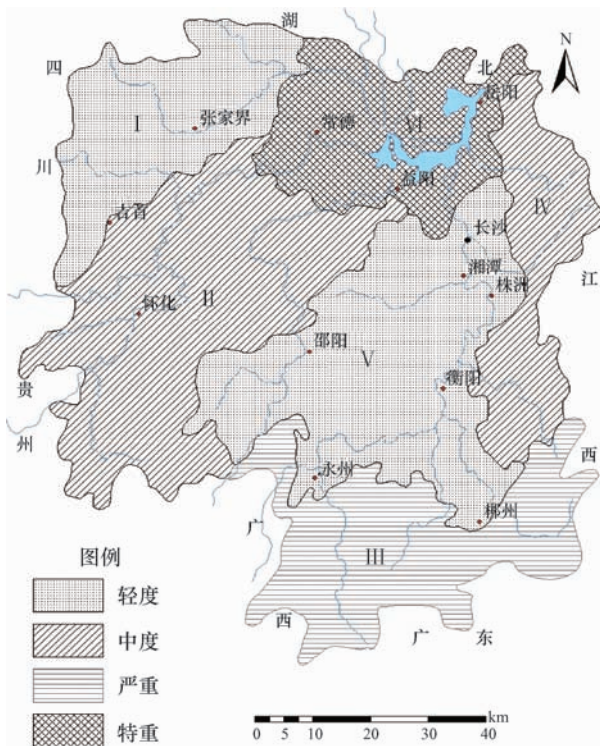 湖
北
四
川
N
岳阳
张家界
常德
VI
I
益阳
IV
吉首
长沙
湘潭
株洲
江
西
怀化
II
邵阳
V
衡阳
贵
州
永州
郴州
广
西
III
广 东
图例
轻度
中度
严重
特重
km
0 5 10 20 30 40